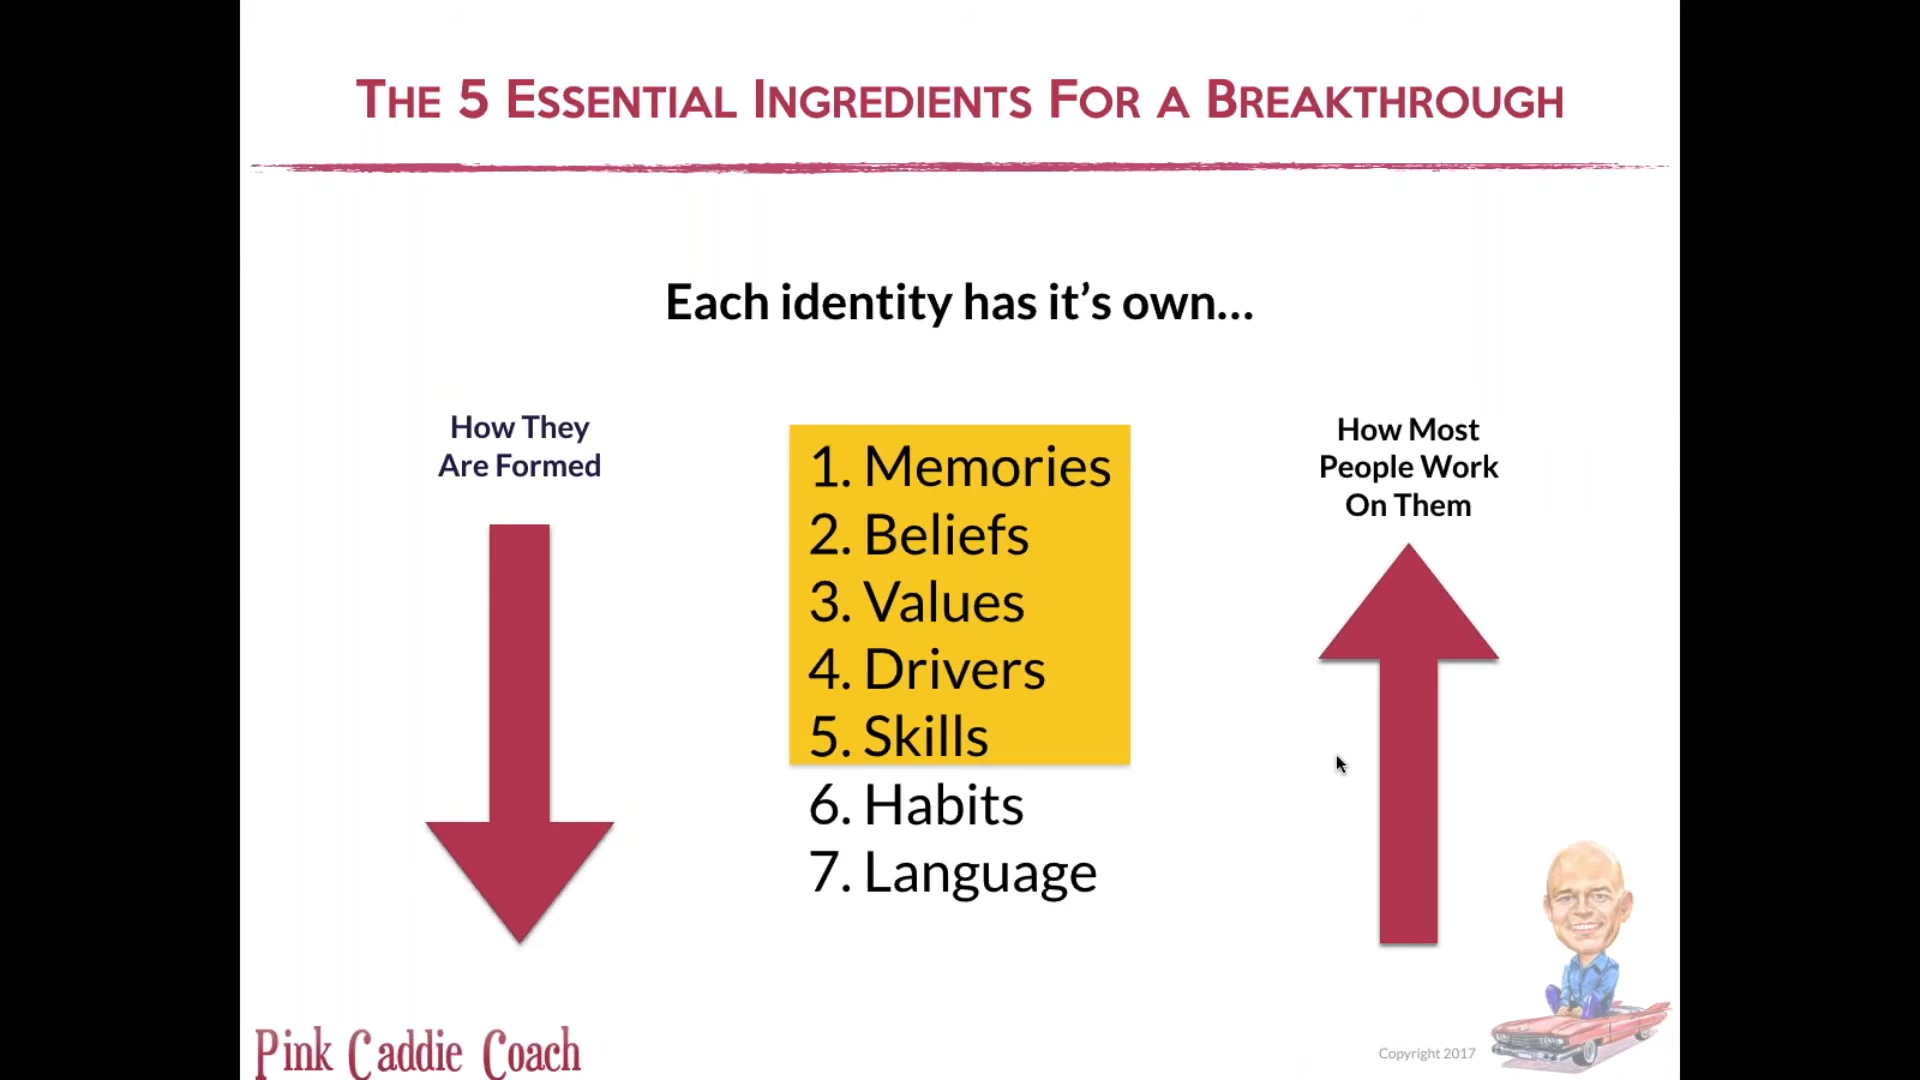 THE 5 ESSENTIAL INGREDIENTS FOR A BREAKTHROUGH
Each identity has it’s own...
How They
Are Formed
1. Memories
2. Beliefs
3. Values
4. Drivers
5. Skills
6. Habits
7. Language
How Most
People Work
On Them
Pink Caddie Coach
Copyright 2017